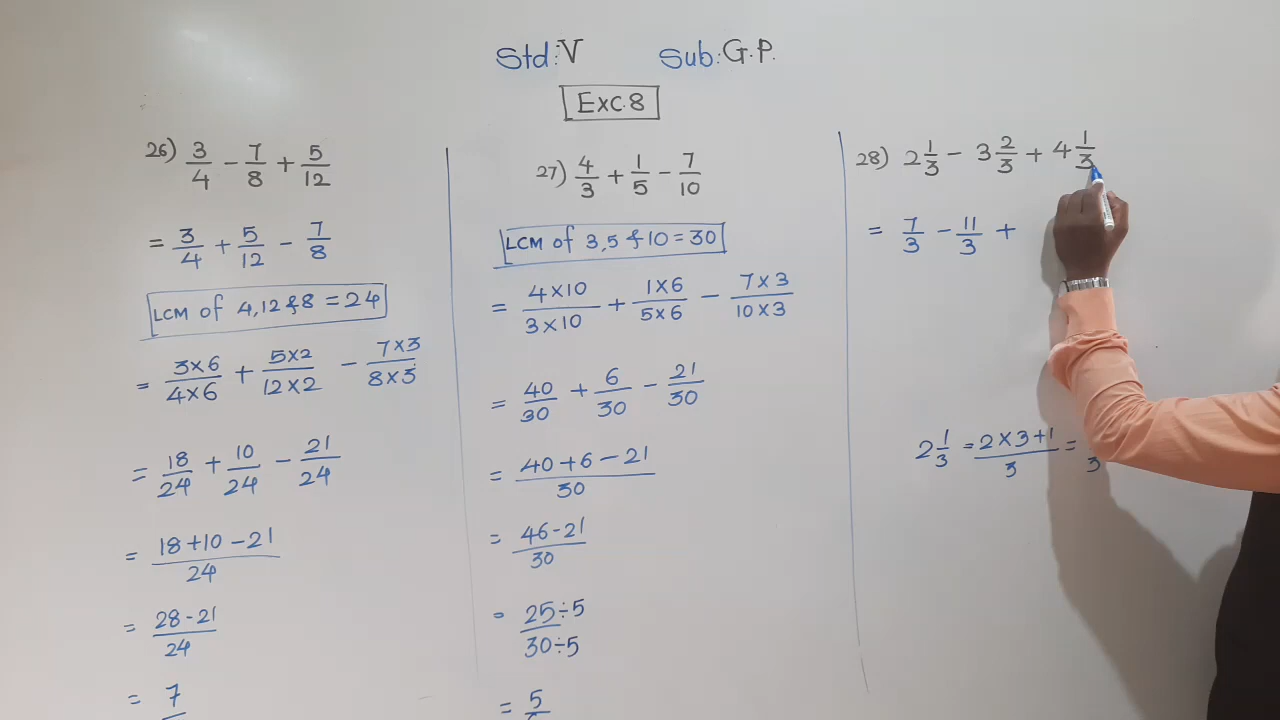 Std: V Sub: G.P.
Exc.8
26) 3/4 - 7/8 + 5/12
= 3/4 + 5/12 - 7/8
LCM of 4,12 & 8 = 24
= 3×6/4×6 + 5×2/12×2 - 7×3/8×3
= 18/24 + 10/24 - 21/24
= 18+10-21/24
= 28-21/24
= 7
27) 4/3 + 1/5 - 7/10
LCM of 3,5 & 10 = 30
= 4×10/3×10 + 1×6/5×6 - 7×3/10×3
= 40/30 + 6/30 - 21/30
= 40+6-21/30
= 46-21/30
= 25÷5/30÷5
= 5
28) 2 1/3 - 3 2/3 + 4 1/3
= 7/3 - 11/3 +
2 1/3 = 2×3+1/3 = /3